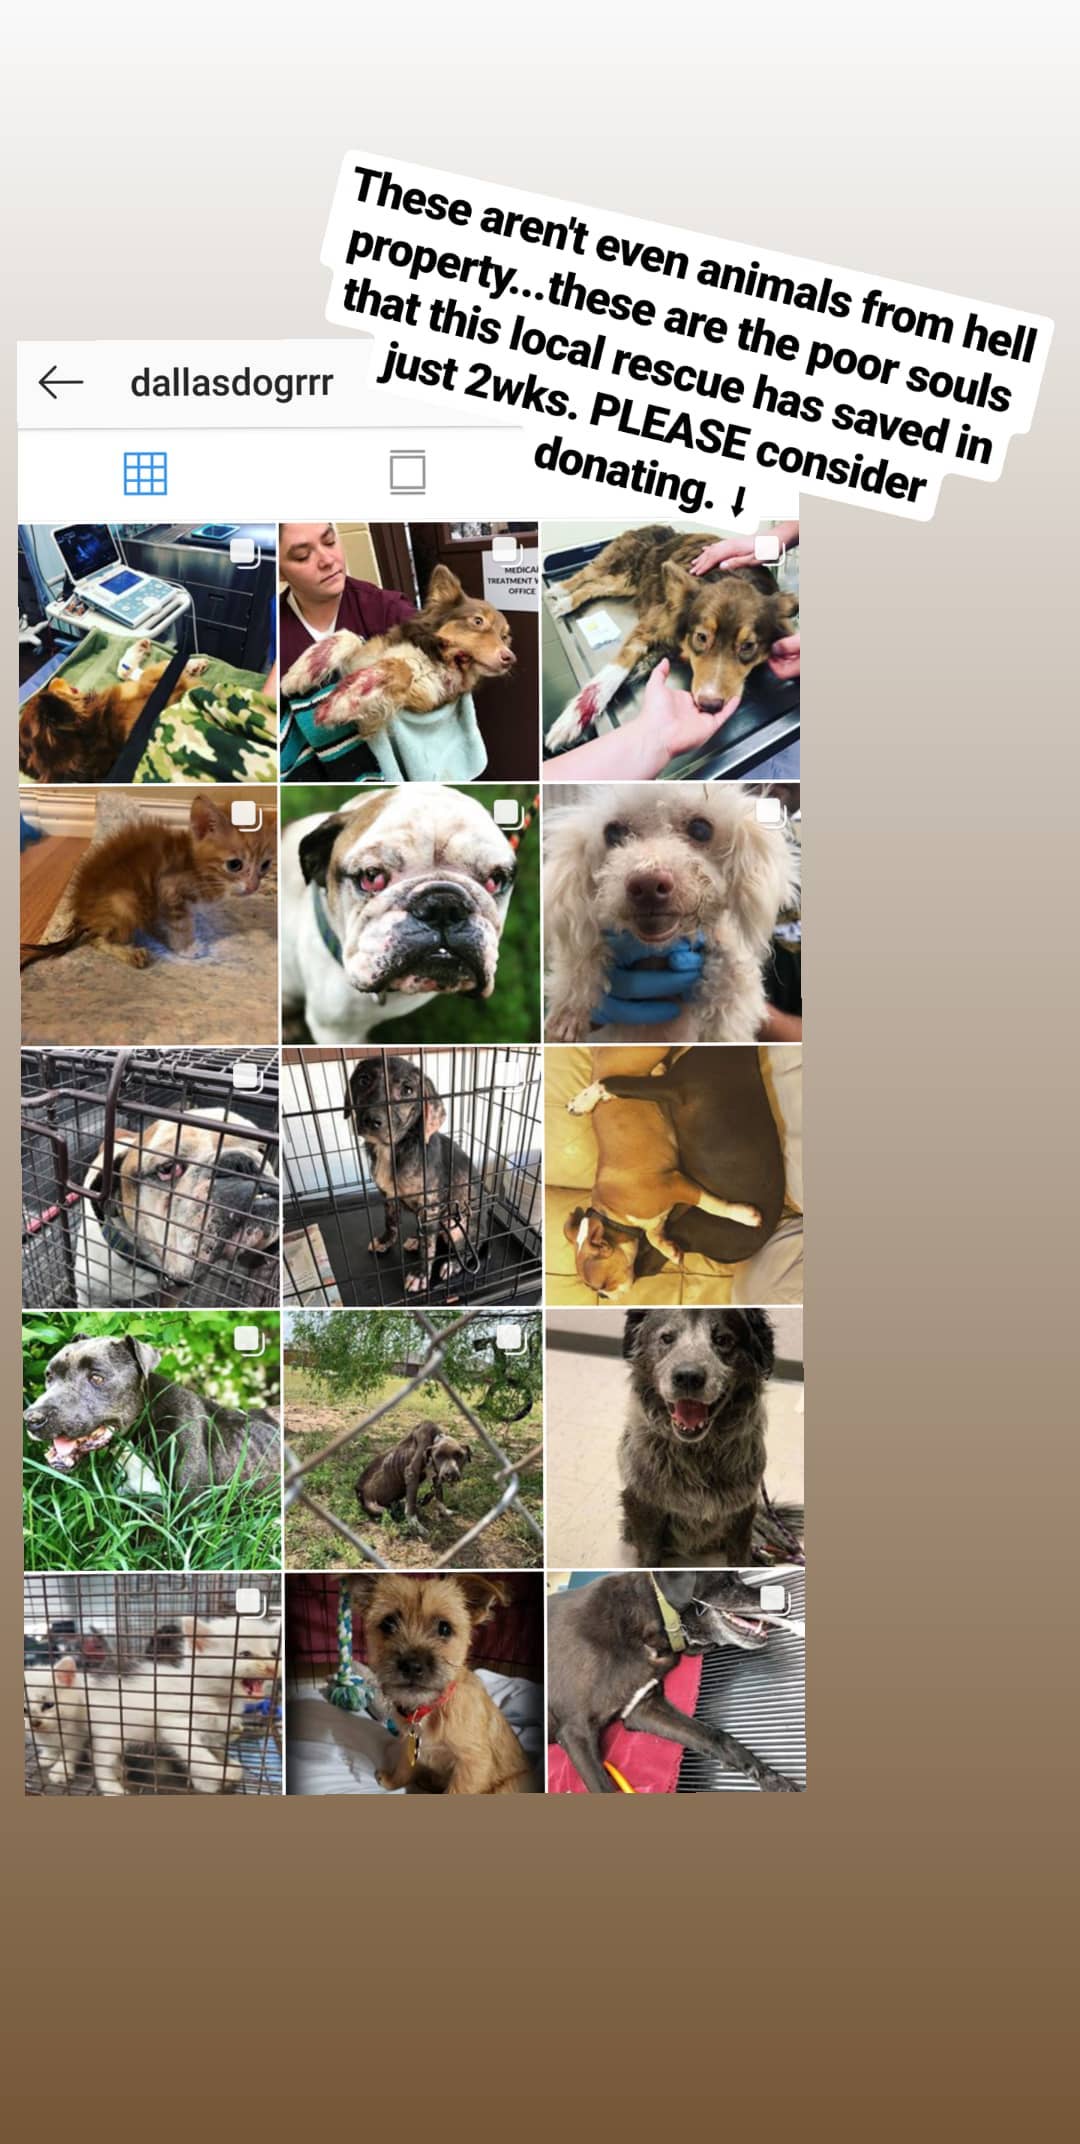 These aren't even animals from hell
property...these are the poor souls
that this local rescue has saved in
just 2wks. PLEASE consider
donating. ↓
dallasdogrrr
MEDICAL
TREATMENT
OFFICE